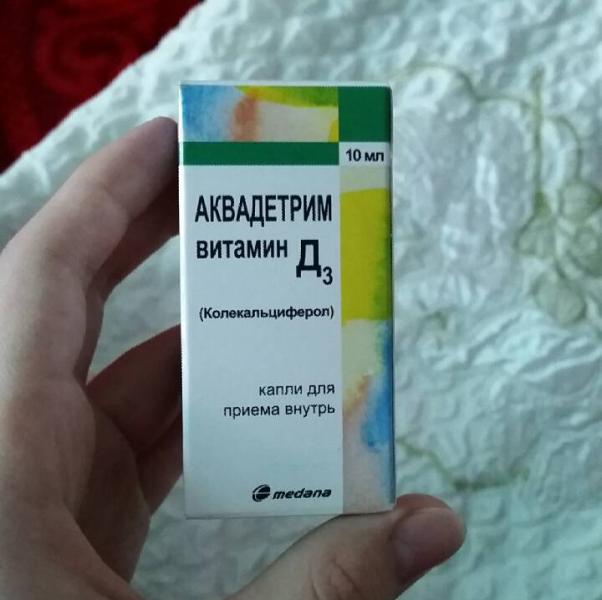 10 мл
АКВАДЕТРИМ
витамин Д3
(Колекальциферол)
капли для
приема внутрь
medana